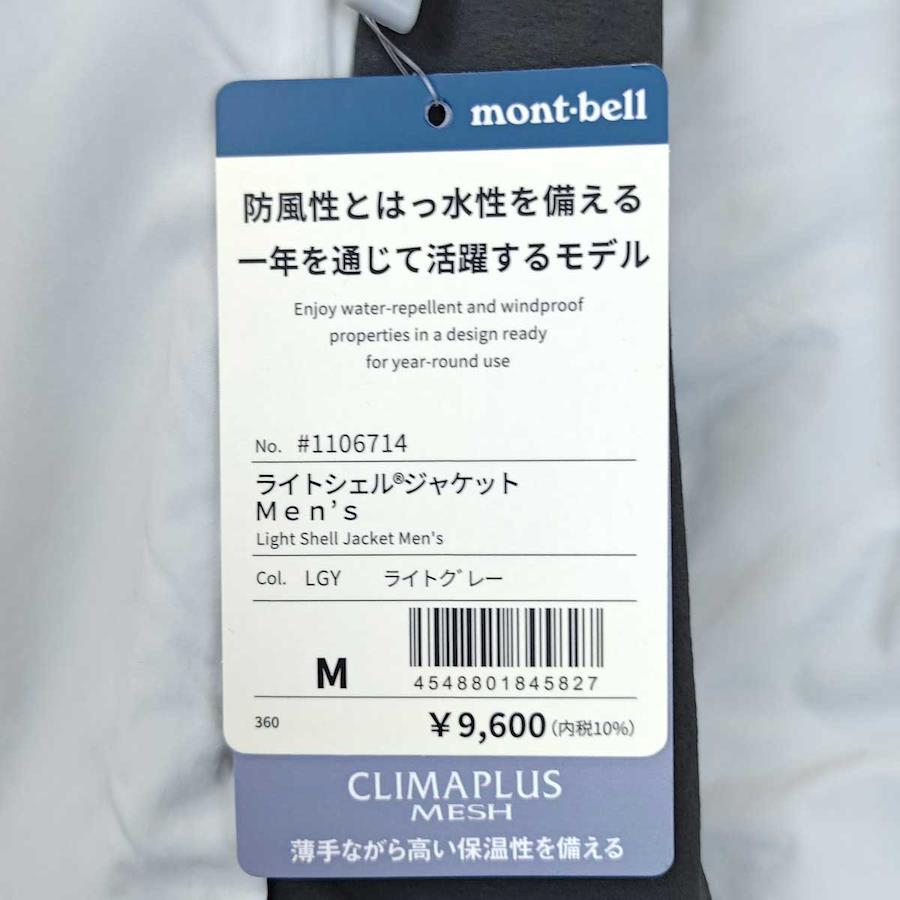 mont-bell
防風性とはっ水性を備える
一年を通じて活躍するモデル
Enjoy water-repellent and windproof
properties in a design ready
for year-round use
No. #1106714
ライトシェル®ジャケット
Men's
Light Shell Jacket Men's
Col. LGY ライトグレー
M
4548801845827
360 ¥9,600(内税10%)
CLIMAPLUS
MESH
薄手ながら高い保温性を備える